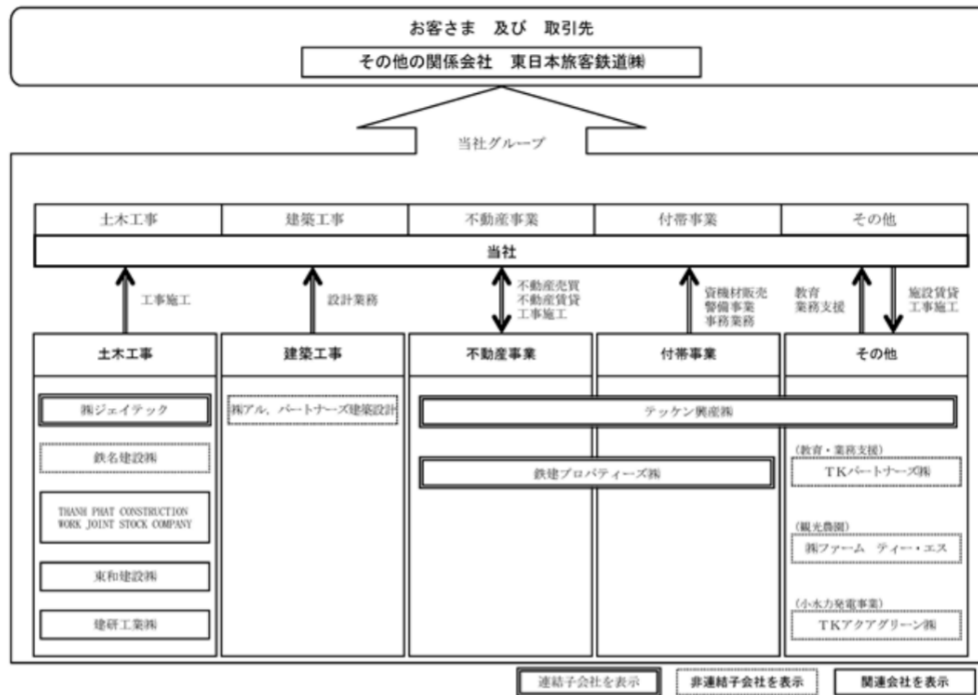 お客さま 及び 取引先
その他の関係会社 東日本旅客鉄道㈱
当社グループ
土木工事 建築工事 不動産事業 付帯事業 その他
当社
工事施工
設計業務
不動産売買
不動産賃貸
工事施工
資機材販売
警備事業
事務業務
教育
業務支援
施設賃貸
工事施工
土木工事 建築工事 不動産事業 付帯事業 その他
㈱ジェイテック
㈱アル．パートナーズ建築設計
テッケン興産㈱
鉄名建設㈱
鉄建プロパティーズ㈱
(教育・業務支援)
TKパートナーズ㈱
THANH PHAT CONSTRUCTION
WORK JOINT STOCK COMPANY
(観光農園)
㈱ファーム ティー・エス
東和建設㈱
(小水力発電事業)
TKアクアグリーン㈱
建研工業㈱
連結子会社を表示
非連結子会社を表示
関連会社を表示